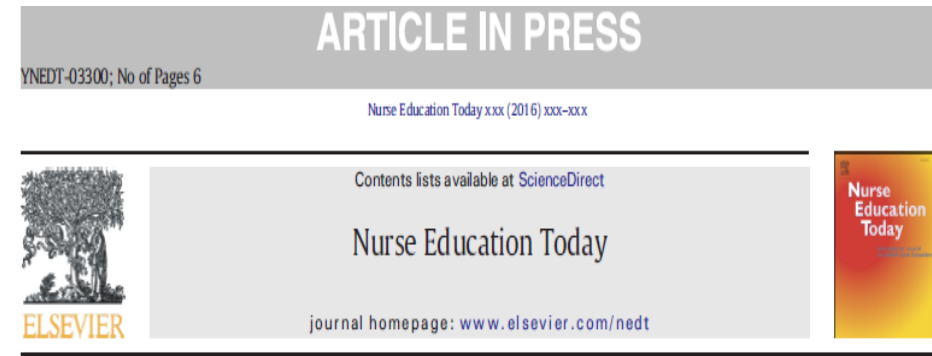 ARTICLE IN PRESS
YNEDT-03300; No of Pages 6
Nurse Education Today xxx (2016) xxx–xxx
Contents lists available at ScienceDirect
Nurse Education Today
journal homepage: www.elsevier.com/nedt
ELSEVIER
Nurse
Education
Today